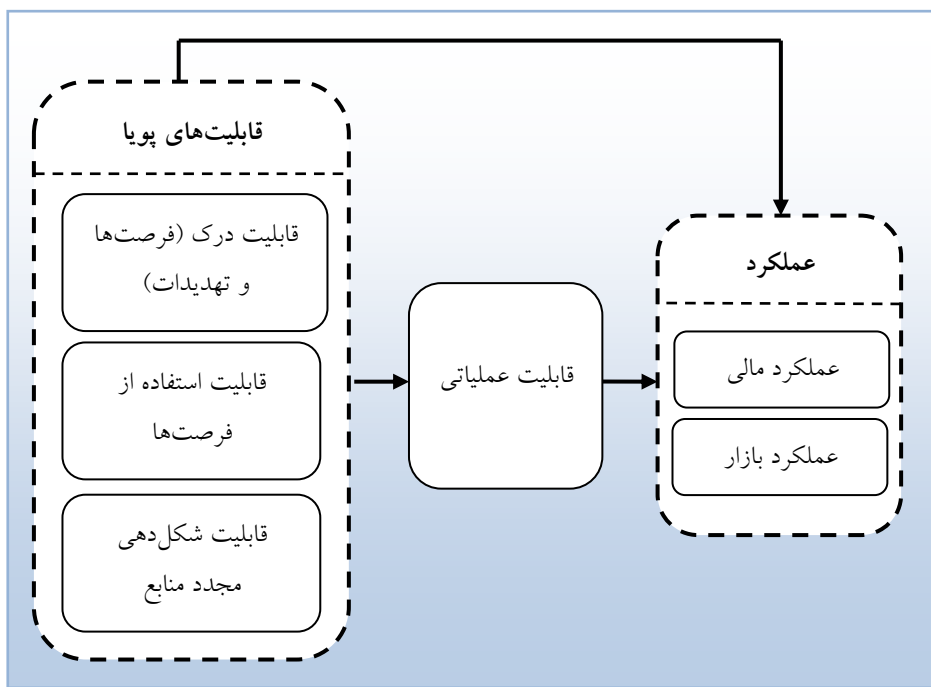 قابلیت‌های پویا
قابلیت درک (فرصت‌ها
و تهدیدات)
قابلیت استفاده از
فرصت‌ها
قابلیت شکل‌دهی
مجدد منابع
قابلیت عملیاتی
عملکرد
عملکرد مالی
عملکرد بازار